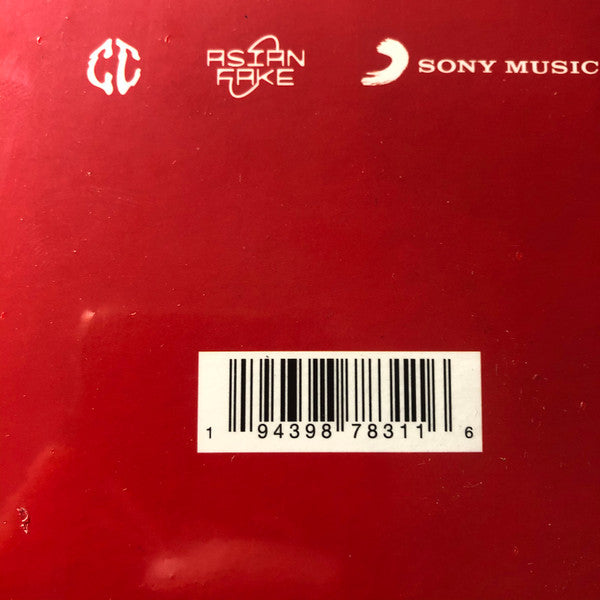 CC
ASIAN
FAKE
SONY MUSIC
1 94398 78311 6